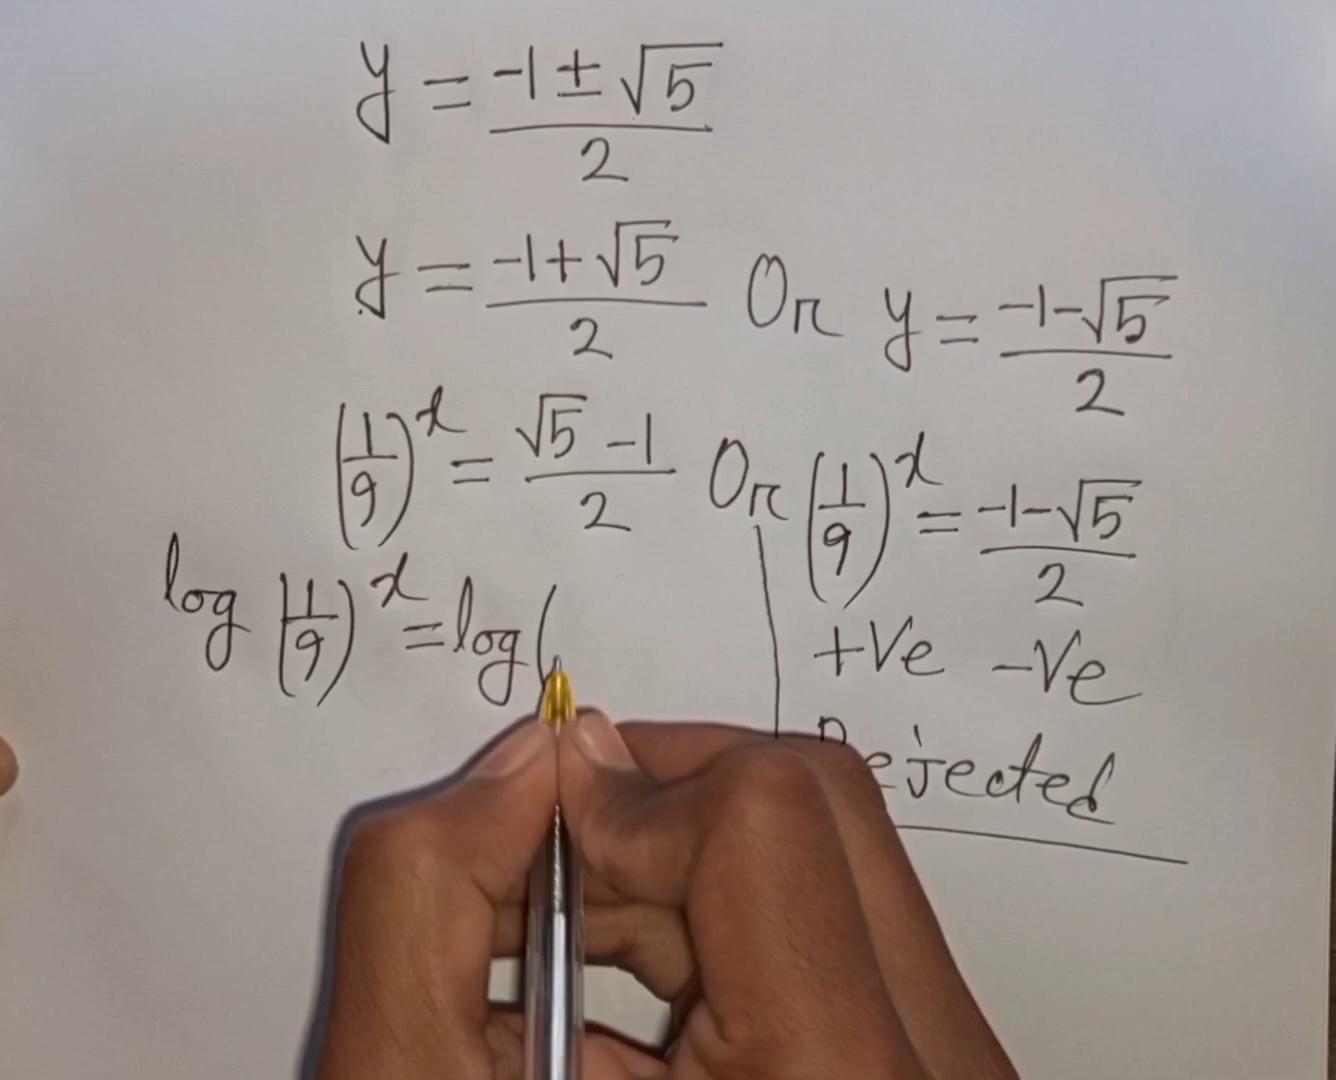 y = (-1 ± √5)/2
y = (-1 + √5)/2 Or y = (-1 - √5)/2
(1/9)^x = (√5 - 1)/2 Or (1/9)^x = (-1 - √5)/2
log (1/9)^x = log(
+Ve -Ve
Rejected